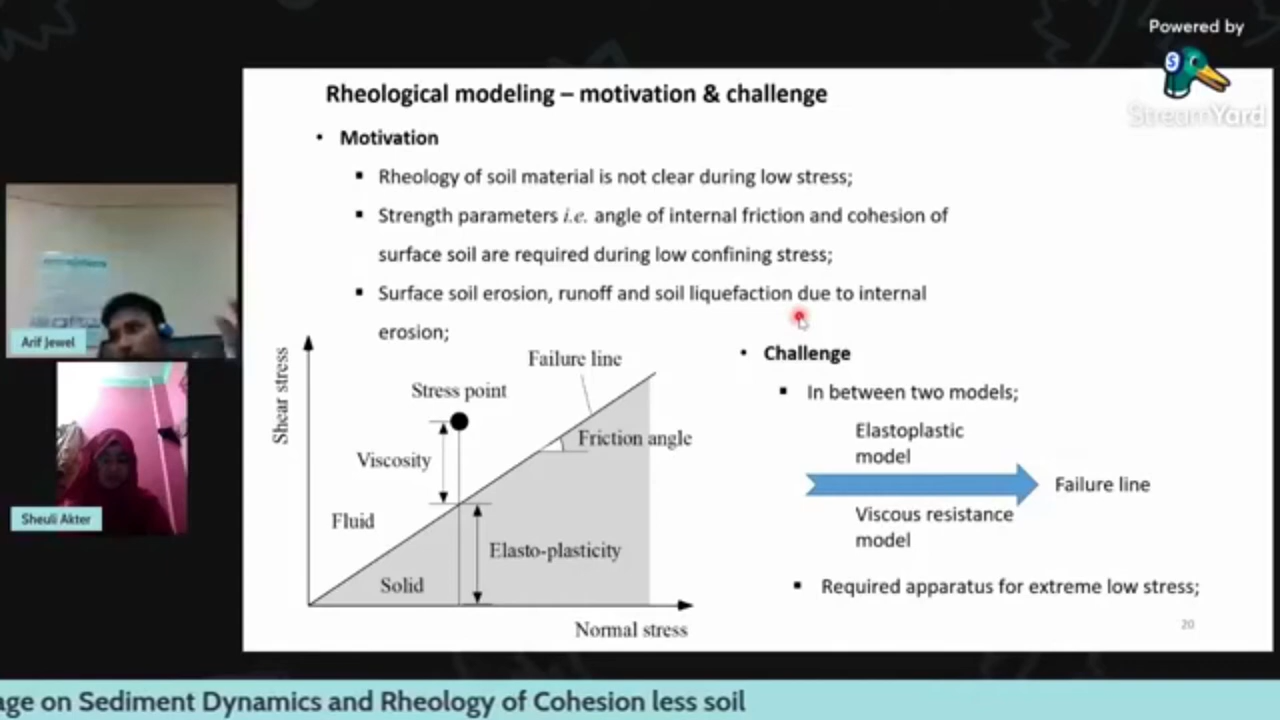 Powered by
StreamYard
Rheological modeling – motivation & challenge
• Motivation
▪ Rheology of soil material is not clear during low stress;
▪ Strength parameters i.e. angle of internal friction and cohesion of
surface soil are required during low confining stress;
▪ Surface soil erosion, runoff and soil liquefaction due to internal
erosion;
Shear stress
Failure line
Stress point
Friction angle
Viscosity
Fluid
Elasto-plasticity
Solid
Normal stress
• Challenge
▪ In between two models;
Elastoplastic
model
Failure line
Viscous resistance
model
▪ Required apparatus for extreme low stress;
20
Arif Jewel
Sheuli Akter
age on Sediment Dynamics and Rheology of Cohesion less soil